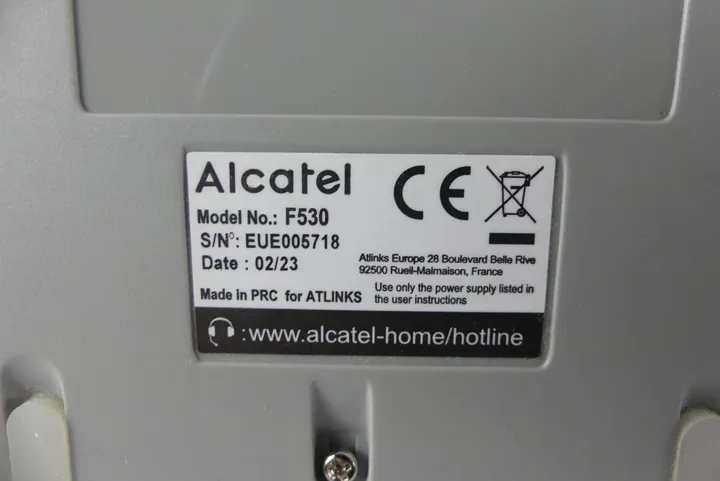 Alcatel
Model No.: F530
S/N°: EUE005718
Date : 02/23
Atlinks Europe 28 Boulevard Belle Rive
92500 Rueil-Malmaison, France
Made in PRC for ATLINKS
Use only the power supply listed in
the user instructions
:www.alcatel-home/hotline